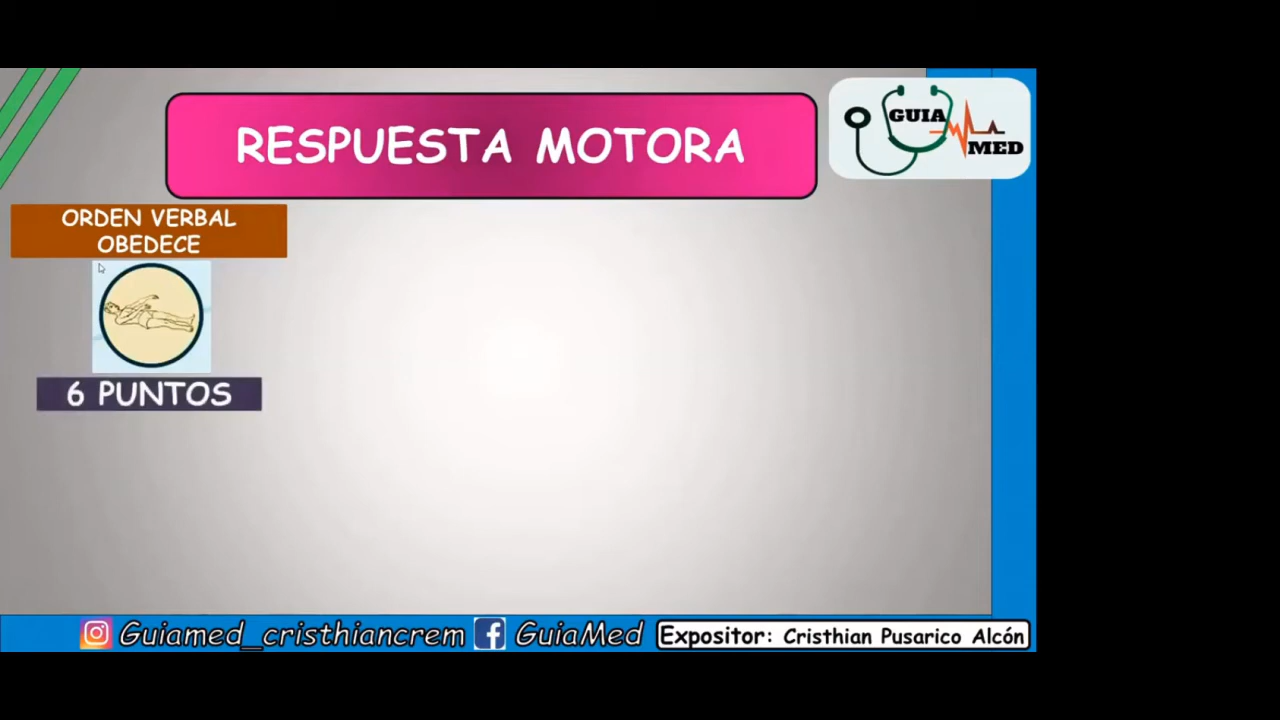 RESPUESTA MOTORA
GUIA
MED
ORDEN VERBAL
OBEDECE
6 PUNTOS
Guiamed_cristhiancrem GuiaMed Expositor: Cristhian Pusarico Alcón